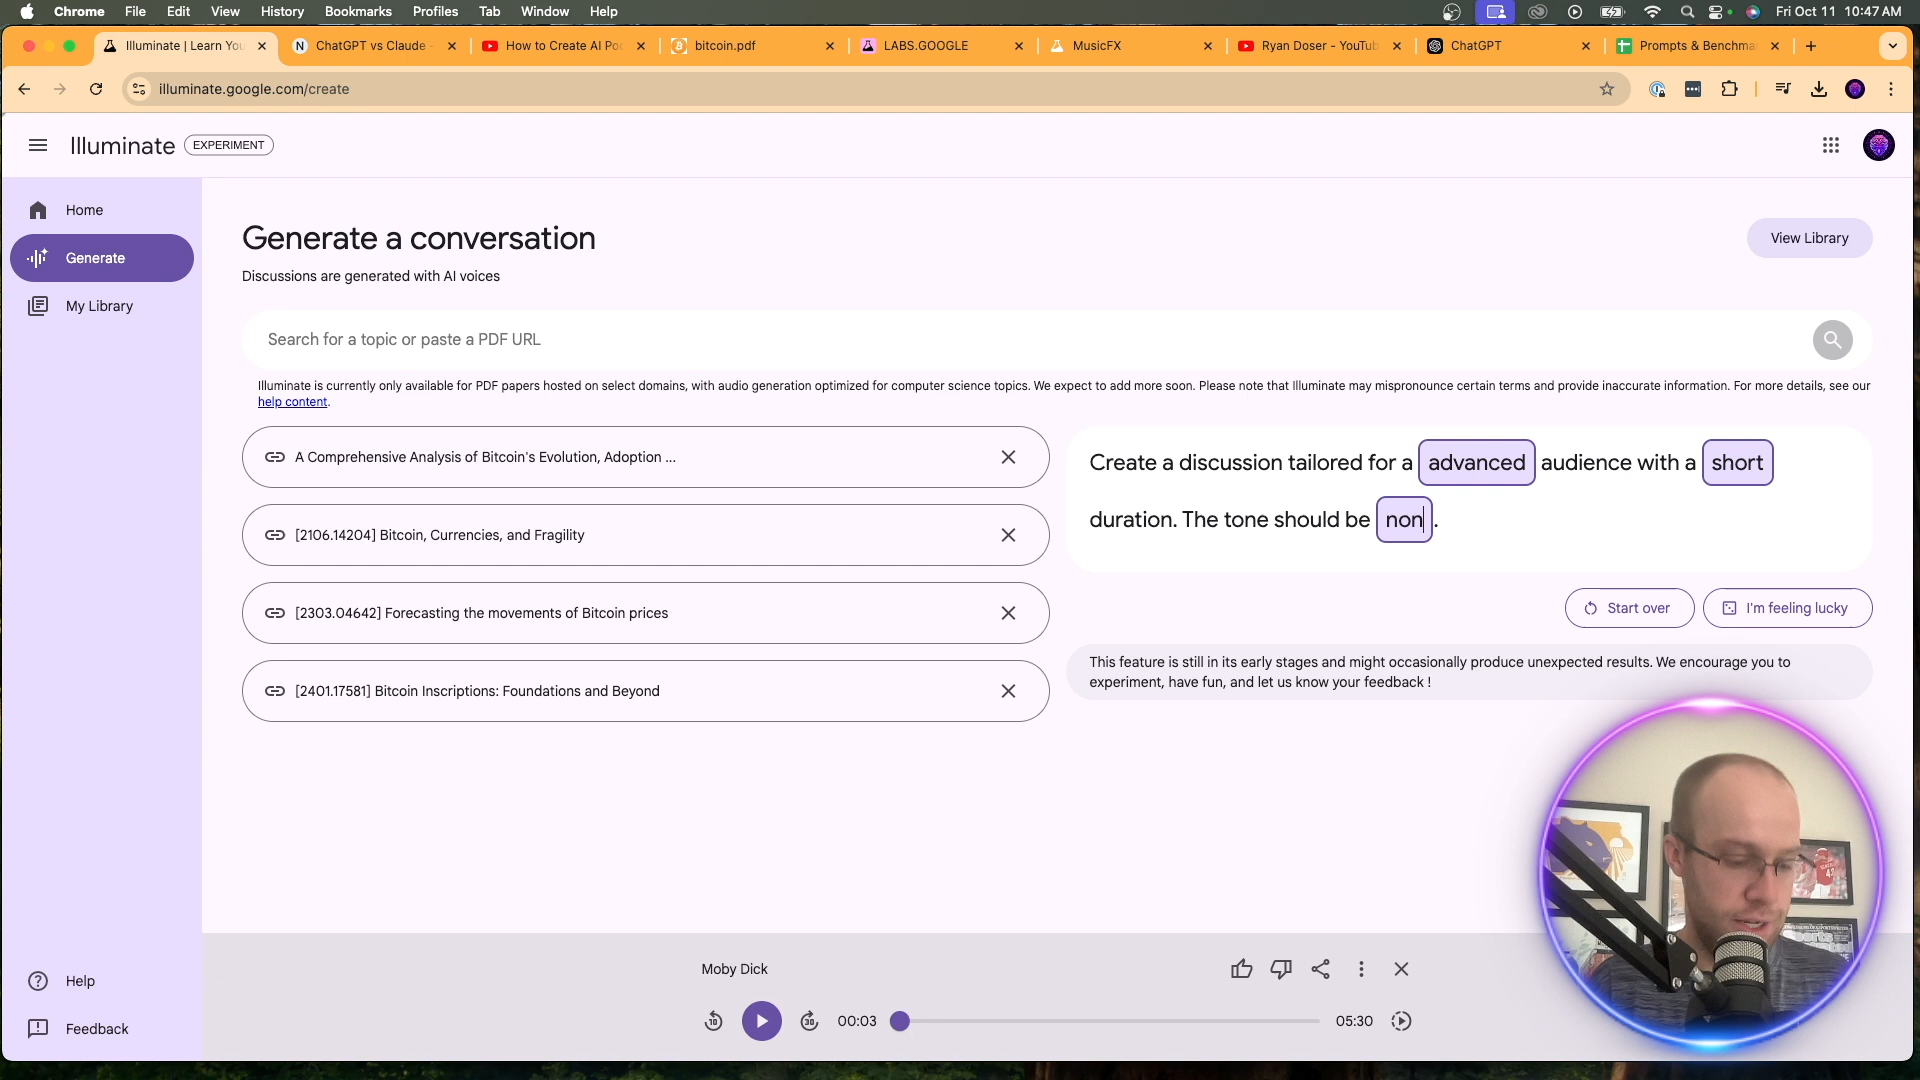 Chrome File Edit View History Bookmarks Profiles Tab Window Help Fri Oct 11 10:47 AM
Illuminate | Learn You
ChatGPT vs Claude -
How to Create AI Po
bitcoin.pdf
LABS.GOOGLE
MusicFX
Ryan Doser - YouTub
ChatGPT
Prompts & Benchma
illuminate.google.com/create
Illuminate EXPERIMENT
Home
Generate
My Library
Generate a conversation
View Library
Discussions are generated with AI voices
Search for a topic or paste a PDF URL
Illuminate is currently only available for PDF papers hosted on select domains, with audio generation optimized for computer science topics. We expect to add more soon. Please note that Illuminate may mispronounce certain terms and provide inaccurate information. For more details, see our
help content.
A Comprehensive Analysis of Bitcoin's Evolution, Adoption ...
[2106.14204] Bitcoin, Currencies, and Fragility
[2303.04642] Forecasting the movements of Bitcoin prices
[2401.17581] Bitcoin Inscriptions: Foundations and Beyond
Create a discussion tailored for a advanced audience with a short
duration. The tone should be non.
Start over
I'm feeling lucky
This feature is still in its early stages and might occasionally produce unexpected results. We encourage you to
experiment, have fun, and let us know your feedback !
Help
Feedback
Moby Dick
10
30
00:03
05:30